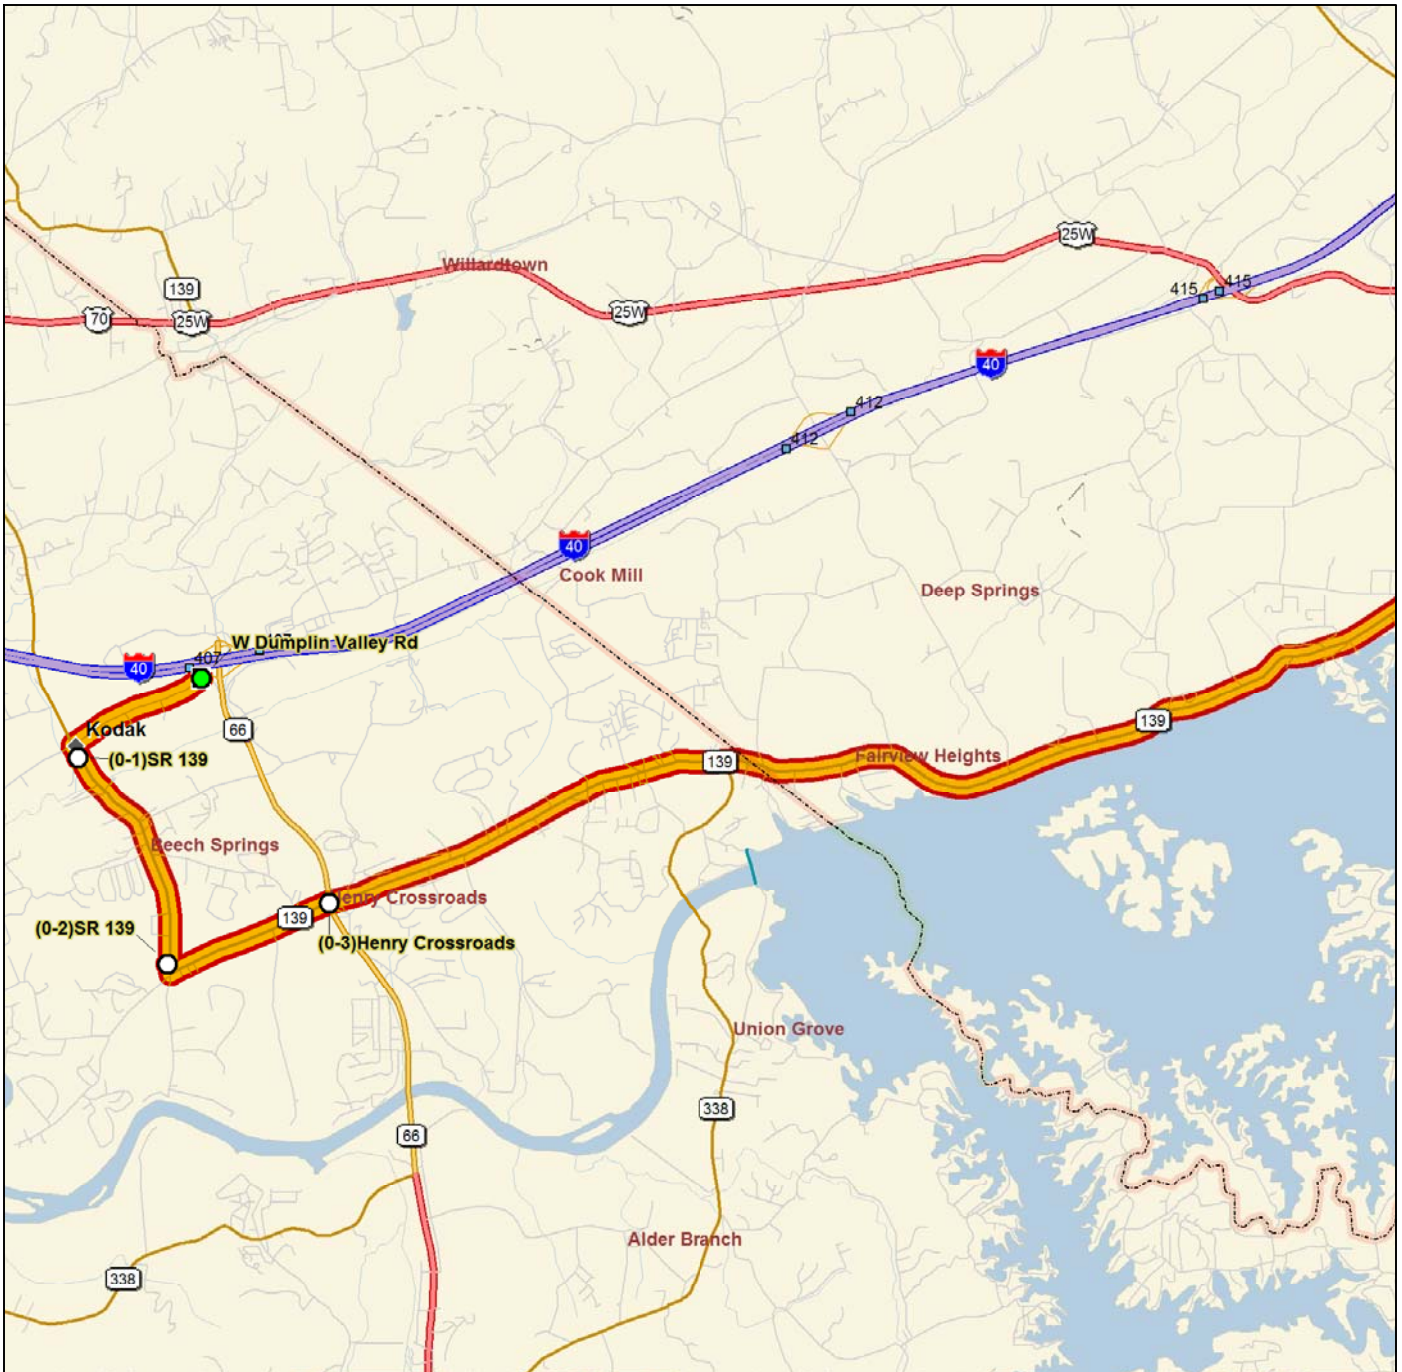 25W
Willardtown
415
415
139
25W
70
25W
40
412
412
40
Cook Mill
Deep Springs
W Dumplin Valley Rd
407
40
139
Kodak
66
Fairview Heights
(0-1)SR 139
139
Beech Springs
Henry Crossroads
139
(0-2)SR 139
(0-3)Henry Crossroads
Union Grove
338
66
Alder Branch
338